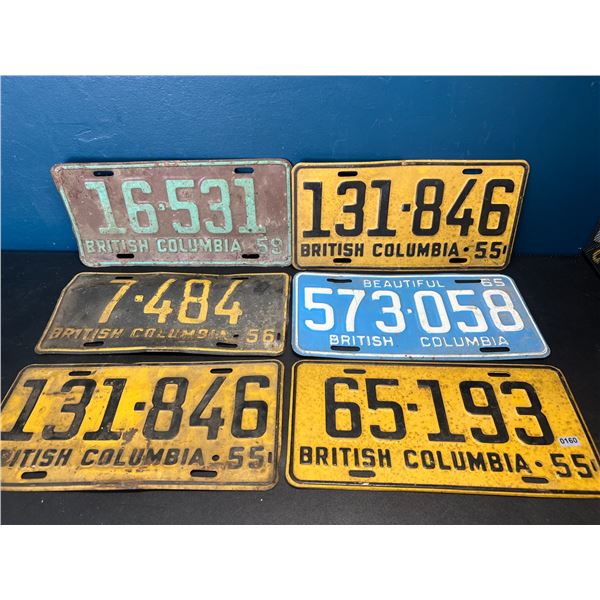 16-531
BRITISH COLUMBIA 59
131-846
BRITISH COLUMBIA • 55
7-484
BRITISH COLUMBIA • 56
BEAUTIFUL 65
573•058
BRITISH COLUMBIA
131-846
ITISH COLUMBIA • 55
65-193
BRITISH COLUMBIA • 55
0160